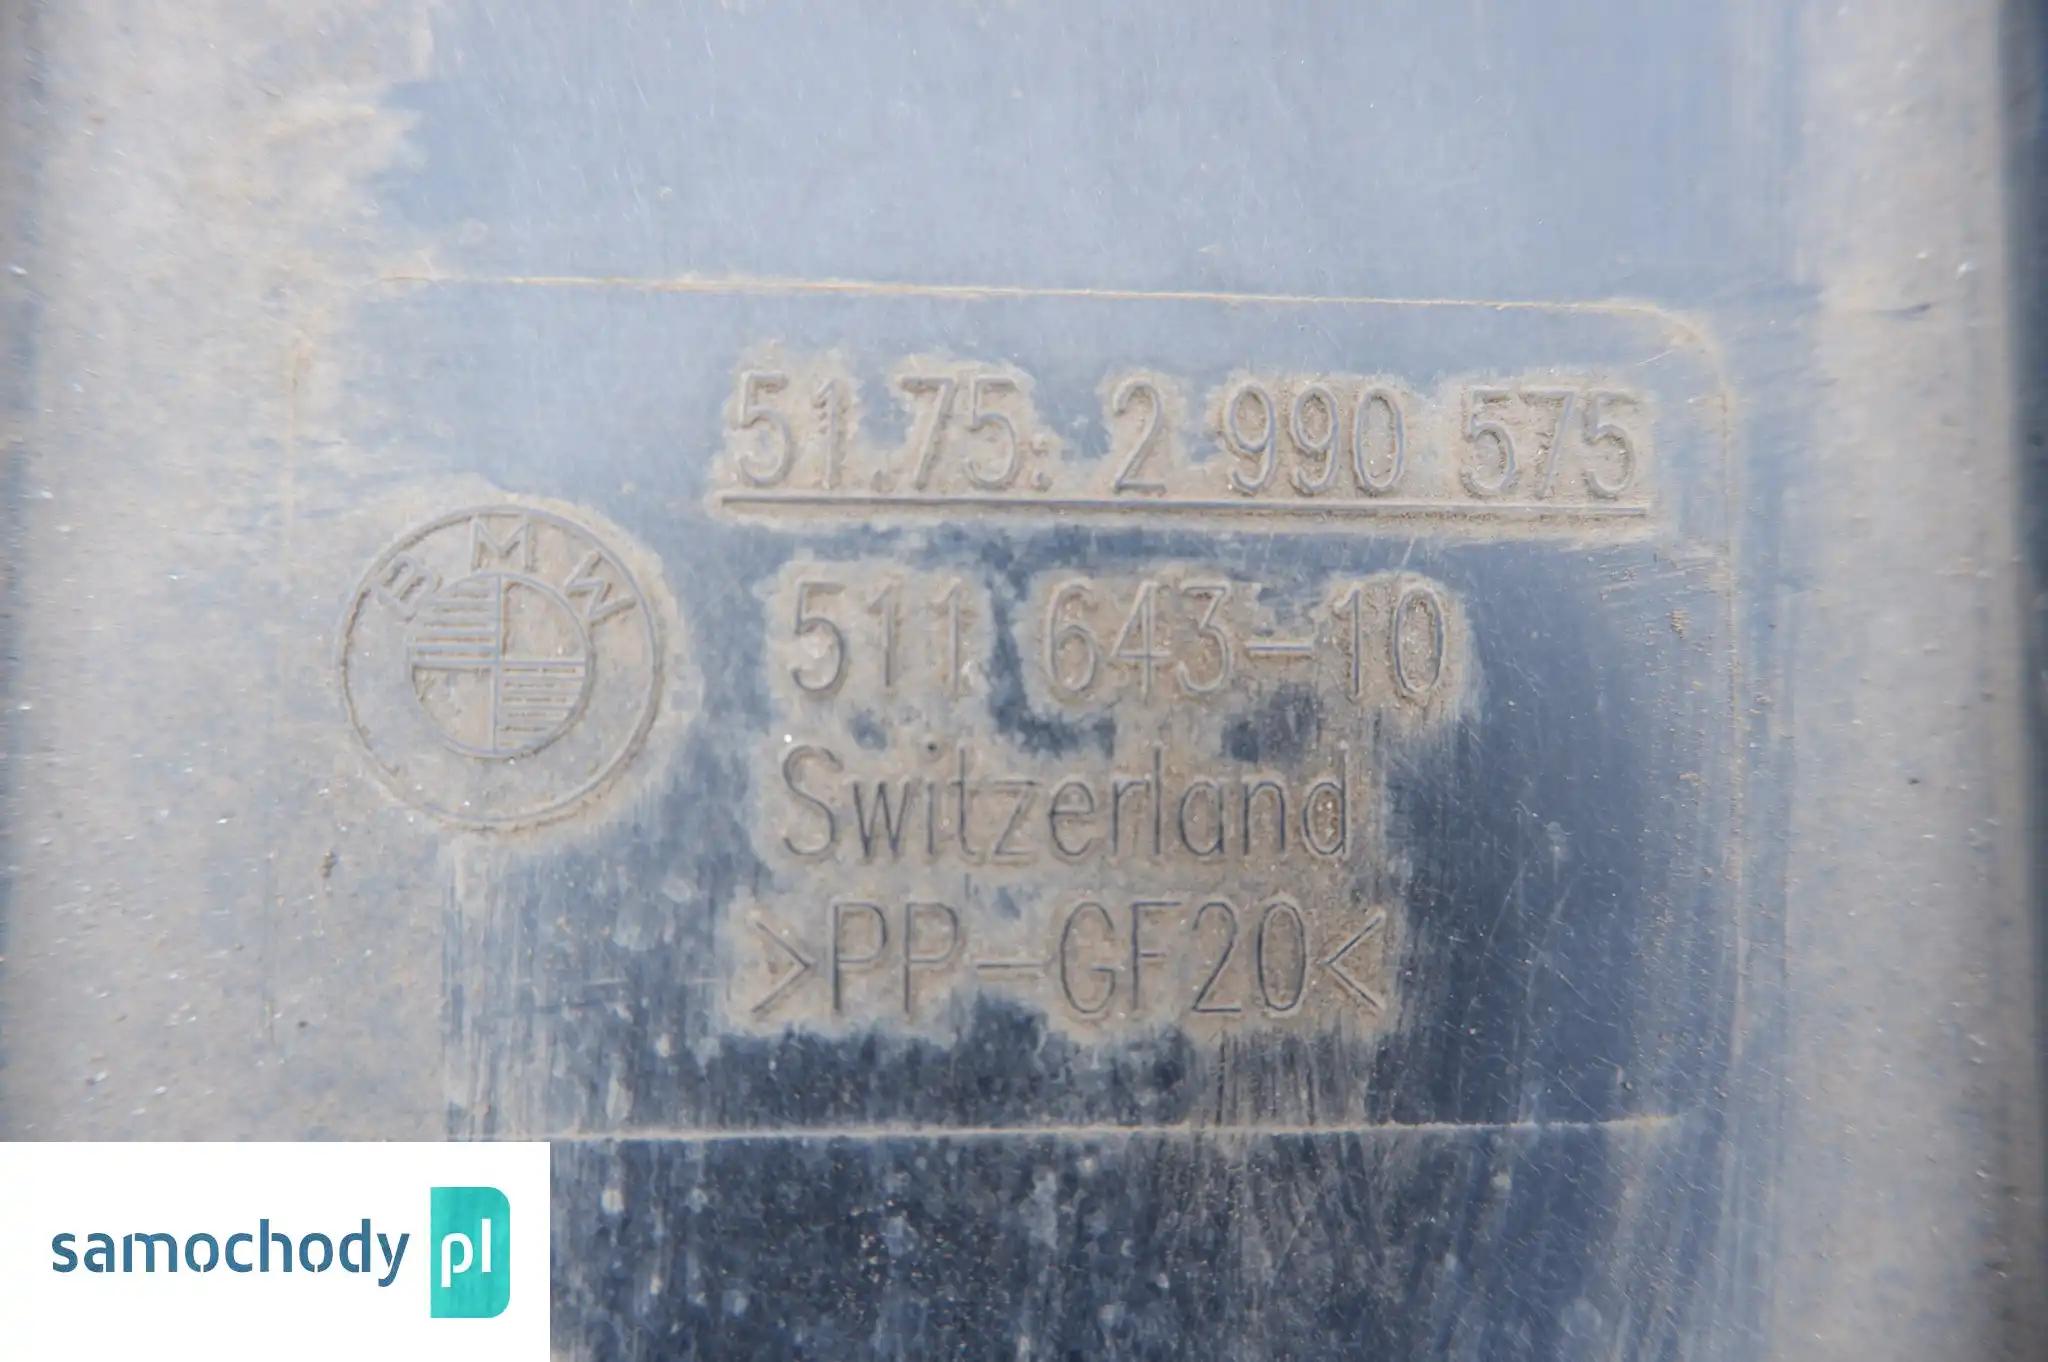 51.75. 2 990 575
BMW
511 643-10
Switzerland
>PP-GF20<
samochody pl